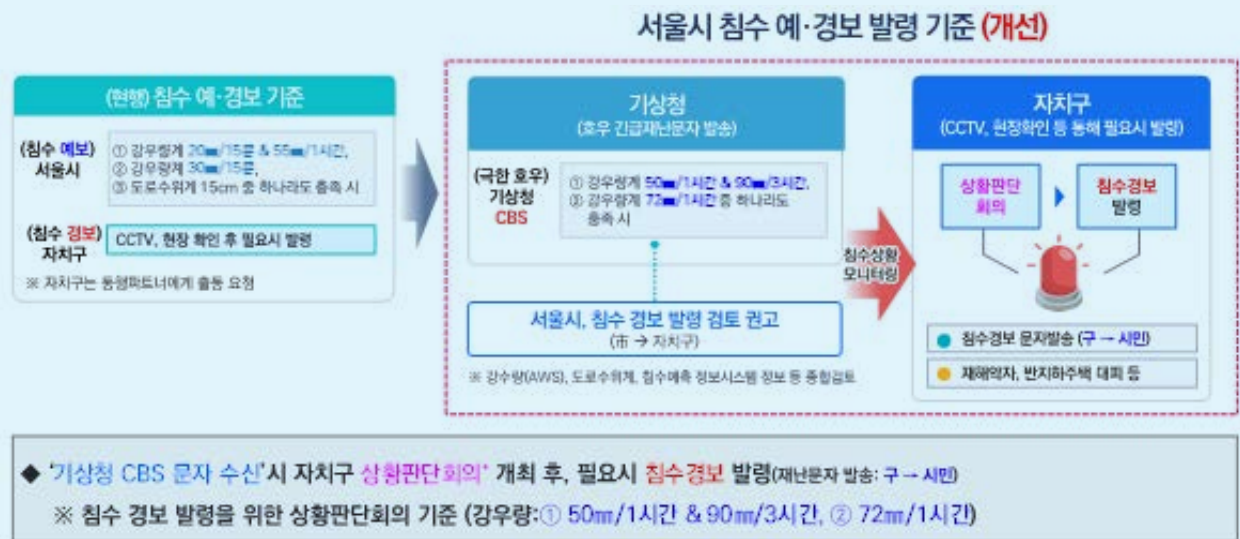 서울시 침수 예·경보 발령 기준 (개선)
(현행) 침수 예·경보 기준
(침수 예보)
서울시
① 강우량계 20㎜/15분 & 55㎜/1시간,
② 강우량계 30㎜/15분,
③ 도로수위계 15cm 중 하나라도 충족 시
(침수 경보)
자치구
CCTV, 현장 확인 후 필요시 발령
※ 자치구는 동행파트너에게 출동 요청
기상청
(호우 긴급재난문자 발송)
(극한 호우)
기상청
CBS
① 강우량계 50㎜/1시간 & 90㎜/3시간,
② 강우량계 72㎜/1시간 중 하나라도
충족 시
서울시, 침수 경보 발령 검토 권고
(市 → 자치구)
※ 강수량(AWS), 도로수위계, 침수예측 정보시스템 정보 등 종합검토
침수상황
모니터링
자치구
(CCTV, 현장확인 등 통해 필요시 발령)
상황판단
회의
침수경보
발령
침수경보 문자발송 (구 → 시민)
재해약자, 반지하주택 대피 등
◆ '기상청 CBS 문자 수신'시 자치구 상황판단회의* 개최 후, 필요시 침수경보 발령(재난문자 발송: 구 → 시민)
※ 침수 경보 발령을 위한 상황판단회의 기준 (강우량:① 50㎜/1시간 & 90㎜/3시간, ② 72㎜/1시간)